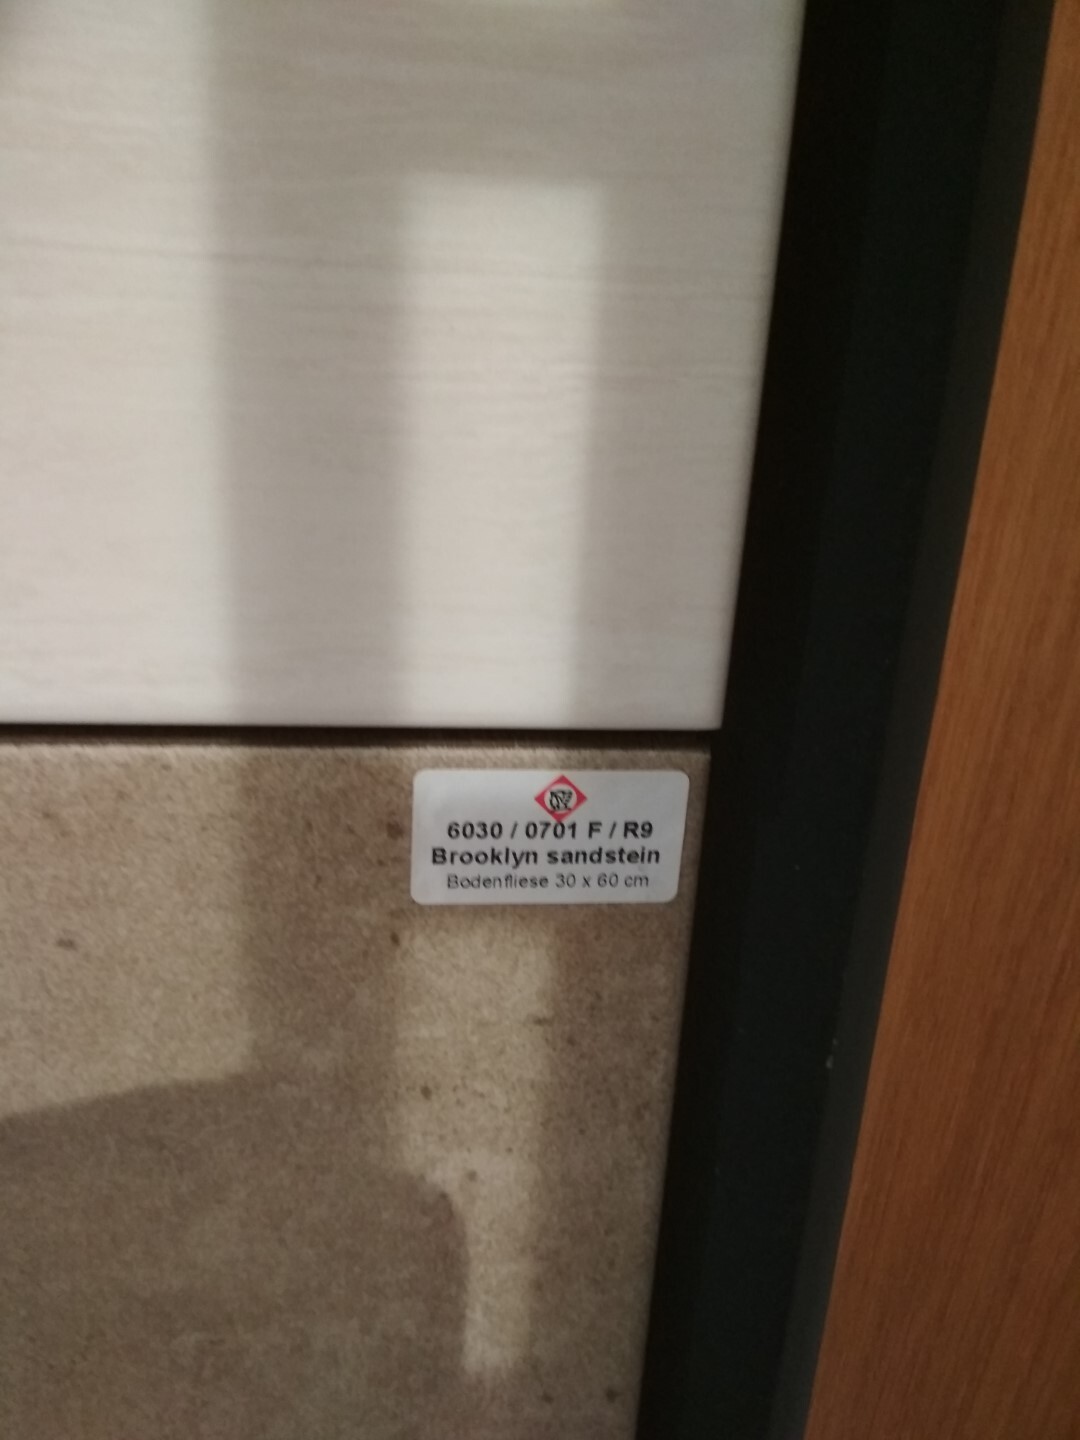 6030 / 0701 F / R9
Brooklyn sandstein
Bodenfliese 30 x 60 cm